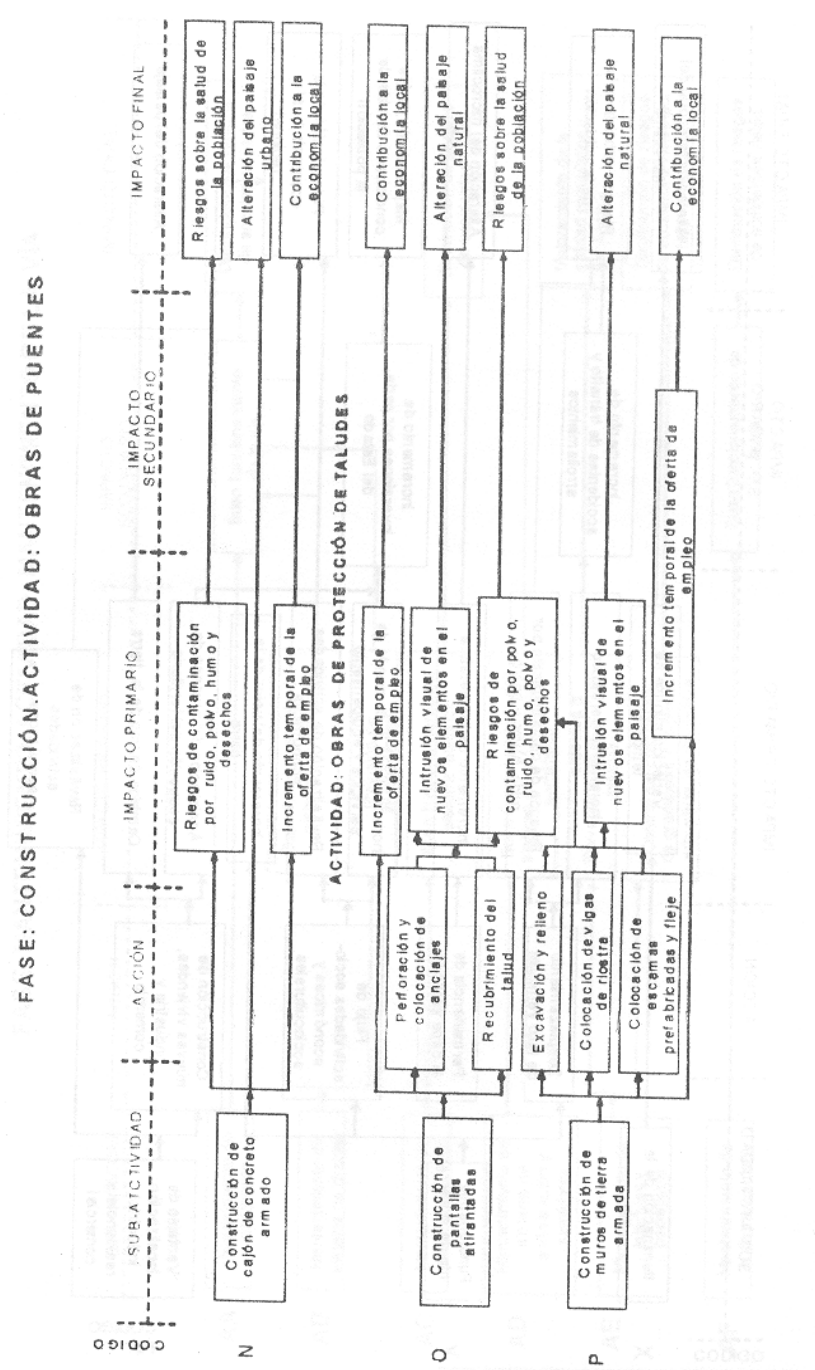 FASE: CONSTRUCCIÓN.ACTIVIDAD: OBRAS DE PUENTES
CODIGO
SUB-ATCTIVIDAD
ACCIÓN
IMPACTO PRIMARIO
IMPACTO
SECUNDARIO
IMPACTO FINAL
N
Construcción de
cajón de concreto
armado
Riesgos de contaminación
por ruido, polvo, humo y
desechos
Incremento temporal de la
oferta de empleo
Riesgos sobre la salud de
la población
Alteración del paisaje
urbano
Contribución a la
economía local
ACTIVIDAD: OBRAS DE PROTECCIÓN DE TALUDES
O
Construcción de
pantallas
atirantadas
Perforación y
colocación de
anclajes
Recubrimiento del
talud
Incremento temporal de la
oferta de empleo
Intrusión visual de
nuevos elementos en el
paisaje
Riesgos de
contaminación por polvo,
ruido, humo, polvo y
desechos
Contribución a la
economía local
Alteración del paisaje
natural
Riesgos sobre la salud
de la población
P
Construcción de
muros de tierra
armada
Excavación y relleno
Colocación de vigas
de riostra
Colocación de
escamas
prefabricadas y fleje
Intrusión visual de
nuevos elementos en el
paisaje
Incremento temporal de la oferta de
empleo
Alteración del paisaje
natural
Contribución a la
economía local